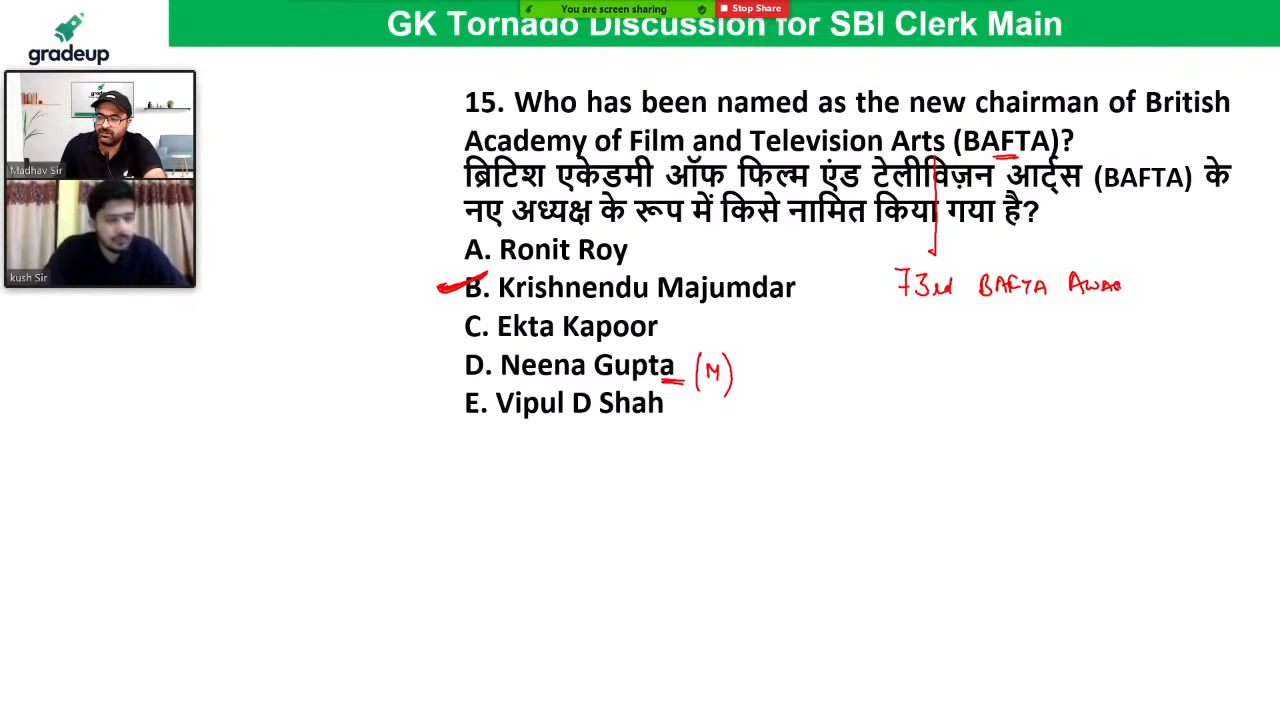 You are screen sharing
Stop Share
GK Tornado Discussion for SBI Clerk Main
gradeup
Madhav Sir
kush Sir
15. Who has been named as the new chairman of British
Academy of Film and Television Arts (BAFTA)?
ब्रिटिश एकेडमी ऑफ फिल्म एंड टेलीविज़न आर्ट्स (BAFTA) के
नए अध्यक्ष के रूप में किसे नामित किया गया है?
A. Ronit Roy
B. Krishnendu Majumdar
73rd BAFTA Awa
C. Ekta Kapoor
D. Neena Gupta (M)
E. Vipul D Shah